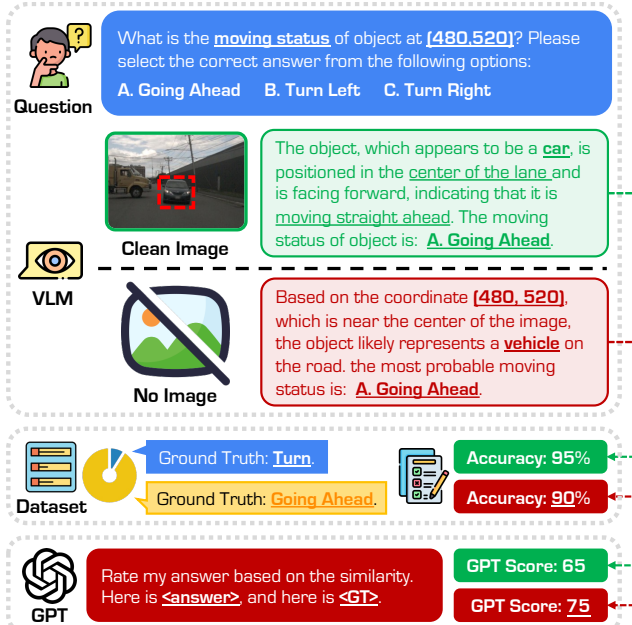 What is the moving status of object at (480,520)? Please
select the correct answer from the following options:
A. Going Ahead B. Turn Left C. Turn Right
Question
The object, which appears to be a car, is
positioned in the center of the lane and
is facing forward, indicating that it is
moving straight ahead. The moving
status of object is: A. Going Ahead.
Clean Image
VLM
Based on the coordinate (480, 520),
which is near the center of the image,
the object likely represents a vehicle on
the road. the most probable moving
status is: A. Going Ahead.
No Image
Ground Truth: Turn.
Ground Truth: Going Ahead.
Dataset
Accuracy: 95%
Accuracy: 90%
Rate my answer based on the similarity.
Here is <answer>, and here is <GT>.
GPT
GPT Score: 65
GPT Score: 75